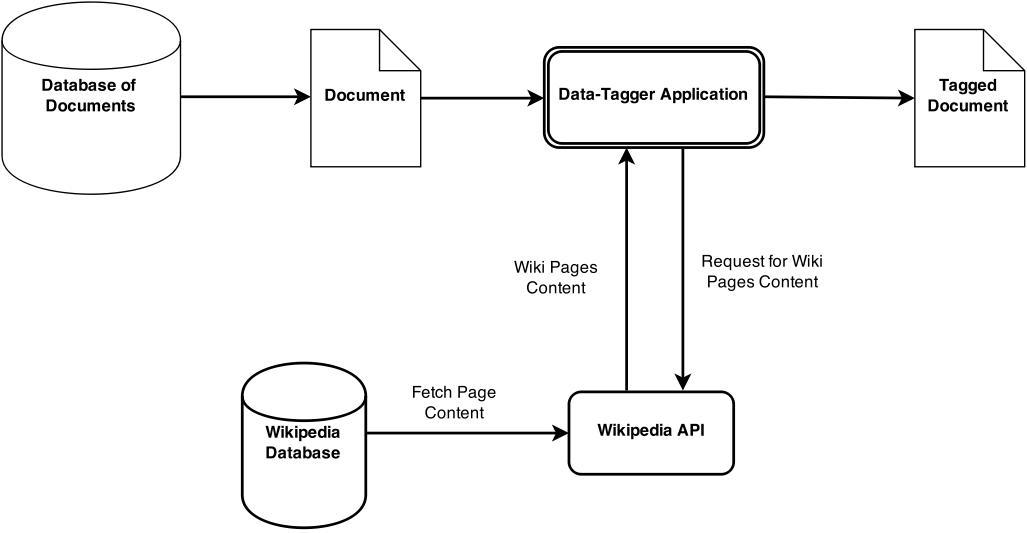 Database of
Documents
Document
Data-Tagger Application
Tagged
Document
Wiki Pages
Content
Request for Wiki
Pages Content
Fetch Page
Content
Wikipedia
Database
Wikipedia API